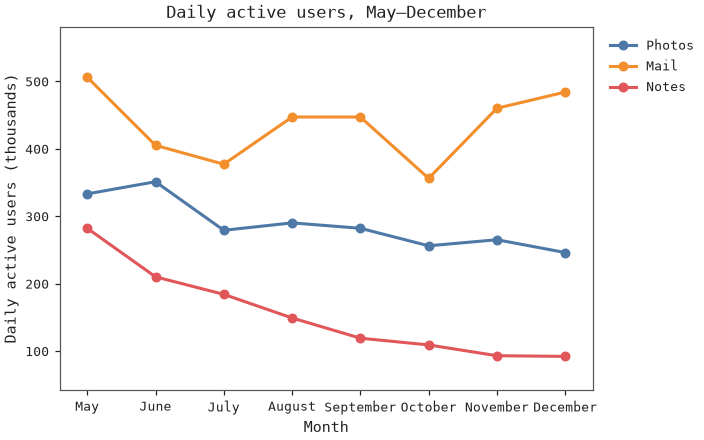 Daily active users, May–December
Photos
Mail
Notes
Daily active users (thousands)
500
400
300
200
100
May June July August September October November December
Month